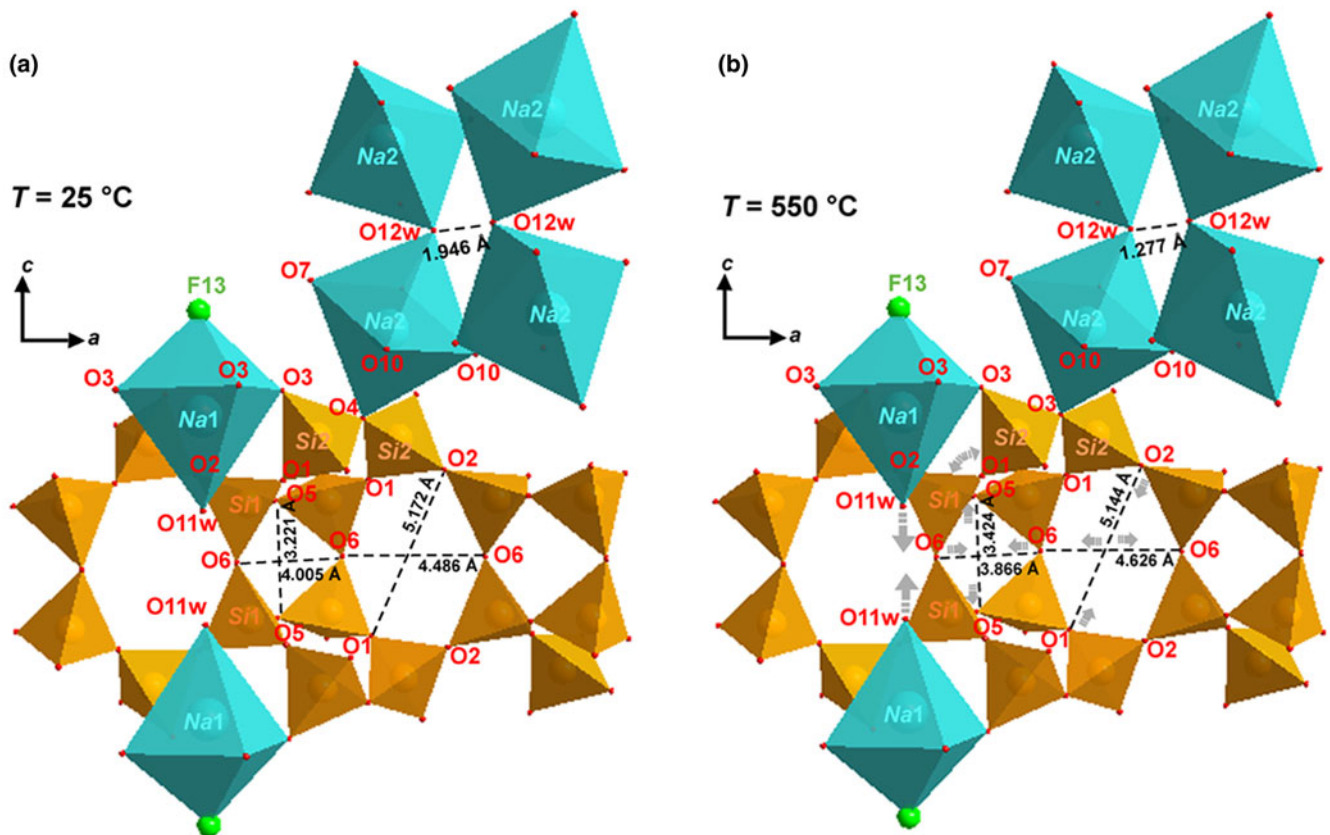 (a)
Na2
Na2
T = 25 °C
O12w
O12w
1.946 Å
c
a
F13
O7
Na2
Na2
O10
O10
O3
O3
O3
Na1
O4
Si2
Si2
O2
O1
O2
O5
O1
Si1
O11w
3.221 Å
5.172 Å
O6
O6
O6
4.005 Å
4.486 Å
O11w
Si1
O5
O1
O2
Na1
(b)
Na2
Na2
T = 550 °C
O12w
O12w
1.277 Å
c
a
F13
O7
Na2
Na2
O10
O10
O3
O3
O3
Na1
O3
Si2
Si2
O2
O1
O2
O5
O1
Si1
O11w
3.424 Å
5.144 Å
O6
O6
O6
3.866 Å
4.626 Å
O11w
Si1
O5
O1
O2
Na1